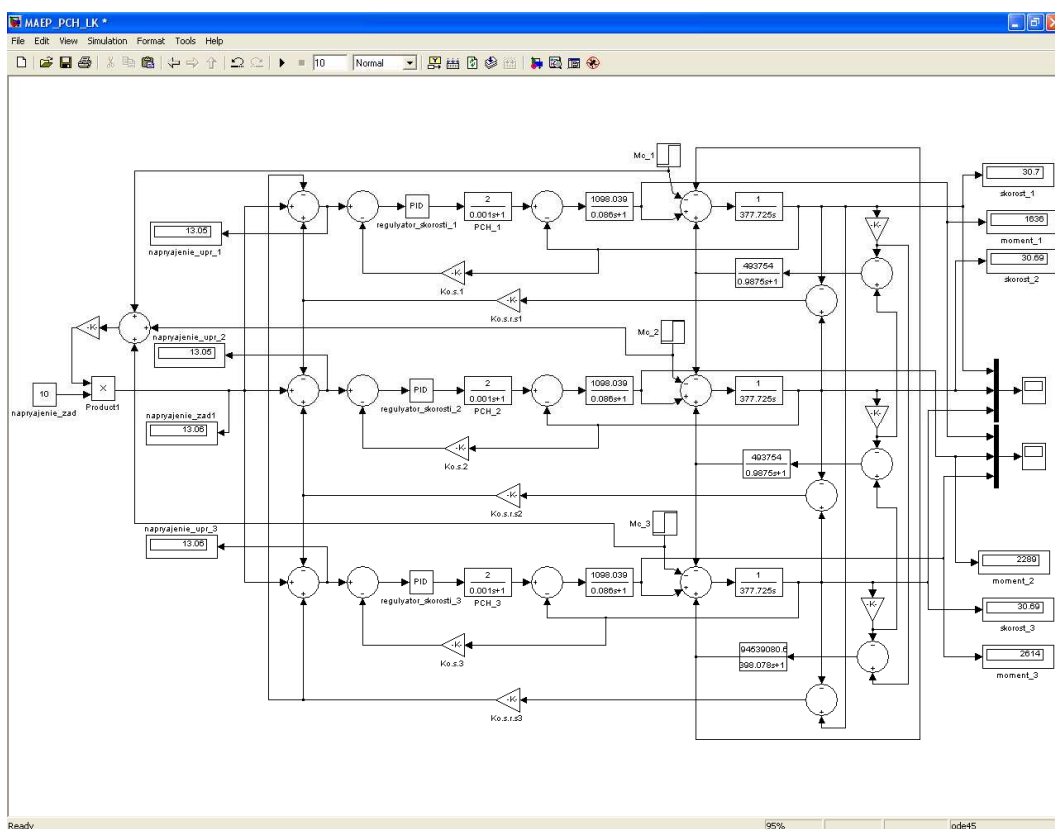 MAEP_PCH_LK *
File Edit View Simulation Format Tools Help
10 Normal
Mc_1
30.7
skorost_1
1636
moment_1
30.69
skorost_2
13.05
napryajenie_upr_1
PID
regulyator_skorosti_1
2
0.001s+1
PCH_1
1098.039
0.086s+1
1
377.725s
-K-
Ko.s.1
493754
0.9875s+1
-K-
-K-
Ko.s.r.s1
-K-
Mc_2
napryajenie_upr_2
13.05
10
napryajenie_zad
×
Product1
napryajenie_zad1
13.06
PID
regulyator_skorosti_2
2
0.001s+1
PCH_2
1098.039
0.086s+1
1
377.725s
-K-
Ko.s.2
493754
0.9875s+1
-K-
-K-
Ko.s.r.s2
Mc_3
napryajenie_upr_3
13.06
PID
regulyator_skorosti_3
2
0.001s+1
PCH_3
1098.039
0.086s+1
1
377.725s
2289
moment_2
30.69
skorost_3
2614
moment_3
-K-
Ko.s.3
94539080.6
398.078s+1
-K-
-K-
Ko.s.r.s3
Ready 95% ode45